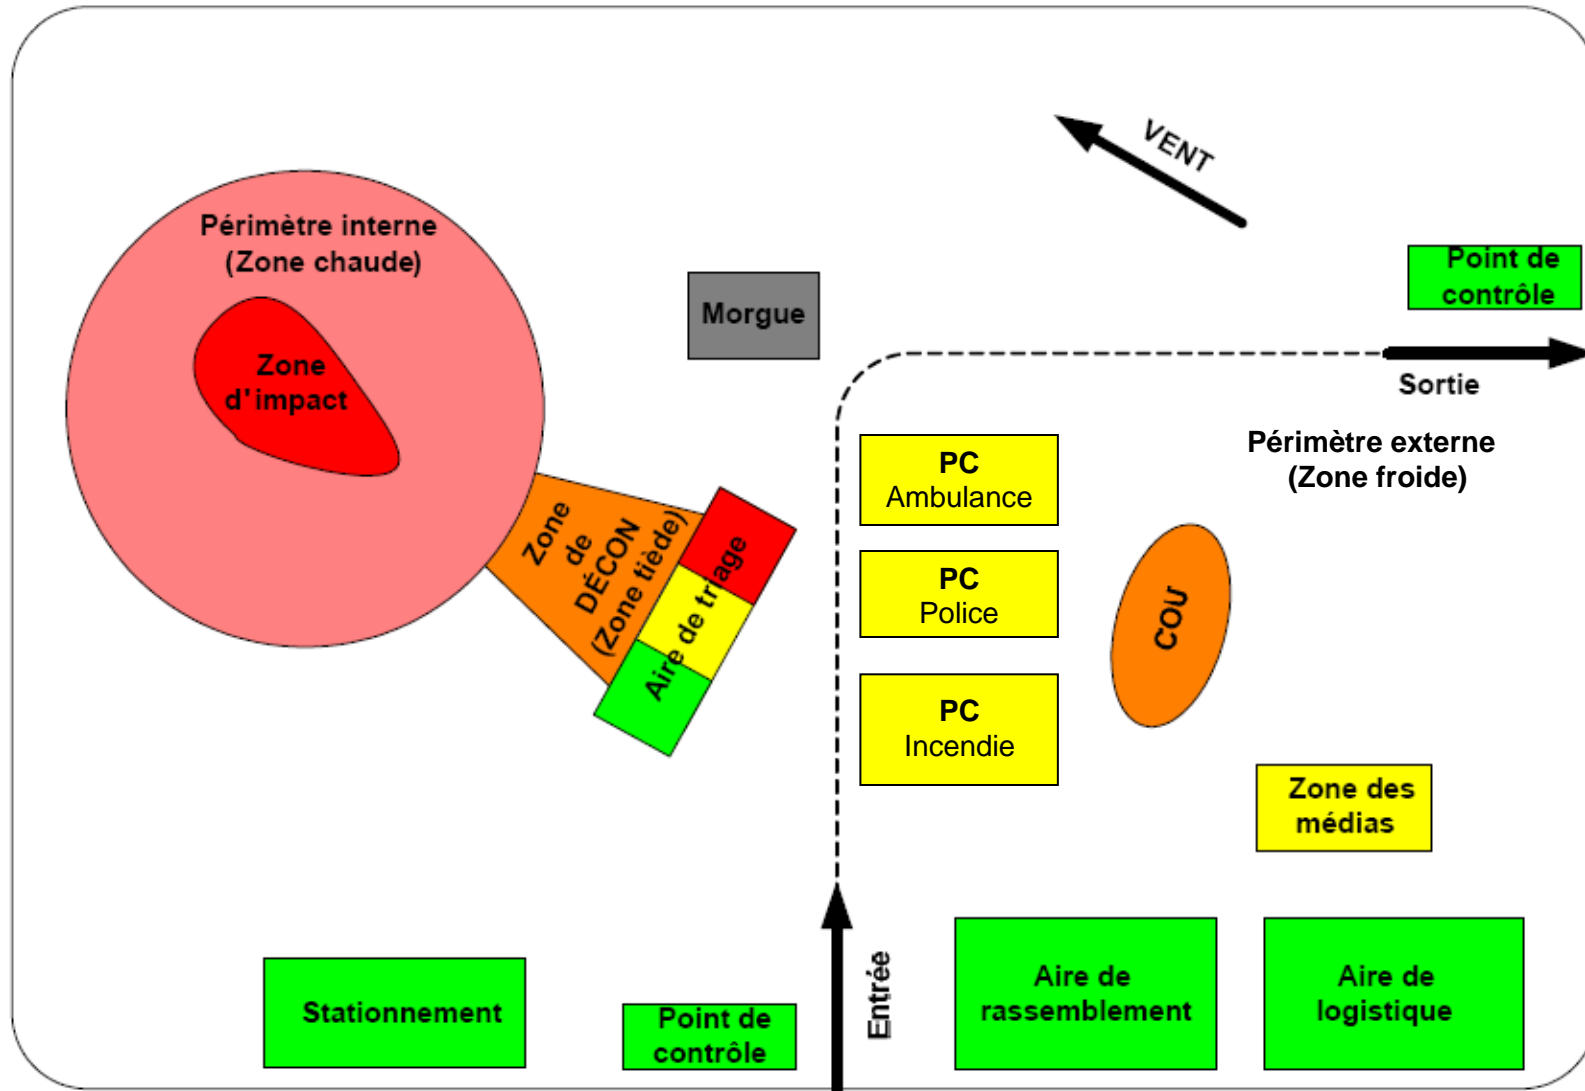 VENT
Périmètre interne
(Zone chaude)
Zone
d'impact
Morgue
Point de
contrôle
Sortie
Périmètre externe
(Zone froide)
PC
Ambulance
Zone
de
DÉCON
(Zone tiède)
Aire de triage
PC
Police
COU
PC
Incendie
Zone des
médias
Entrée
Stationnement
Point de
contrôle
Aire de
rassemblement
Aire de
logistique